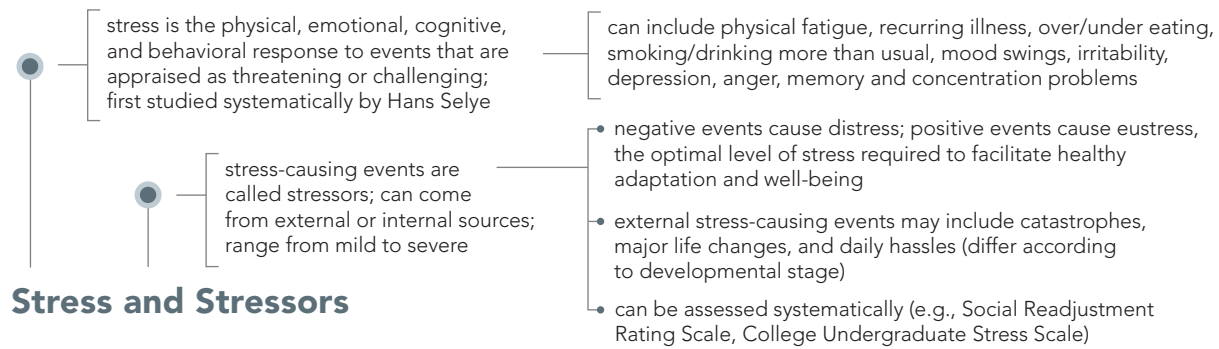 stress is the physical, emotional, cognitive,
and behavioral response to events that are
appraised as threatening or challenging;
first studied systematically by Hans Selye
can include physical fatigue, recurring illness, over/under eating,
smoking/drinking more than usual, mood swings, irritability,
depression, anger, memory and concentration problems
stress-causing events are
called stressors; can come
from external or internal sources;
range from mild to severe
negative events cause distress; positive events cause eustress,
the optimal level of stress required to facilitate healthy
adaptation and well-being
external stress-causing events may include catastrophes,
major life changes, and daily hassles (differ according
to developmental stage)
can be assessed systematically (e.g., Social Readjustment
Rating Scale, College Undergraduate Stress Scale)
Stress and Stressors